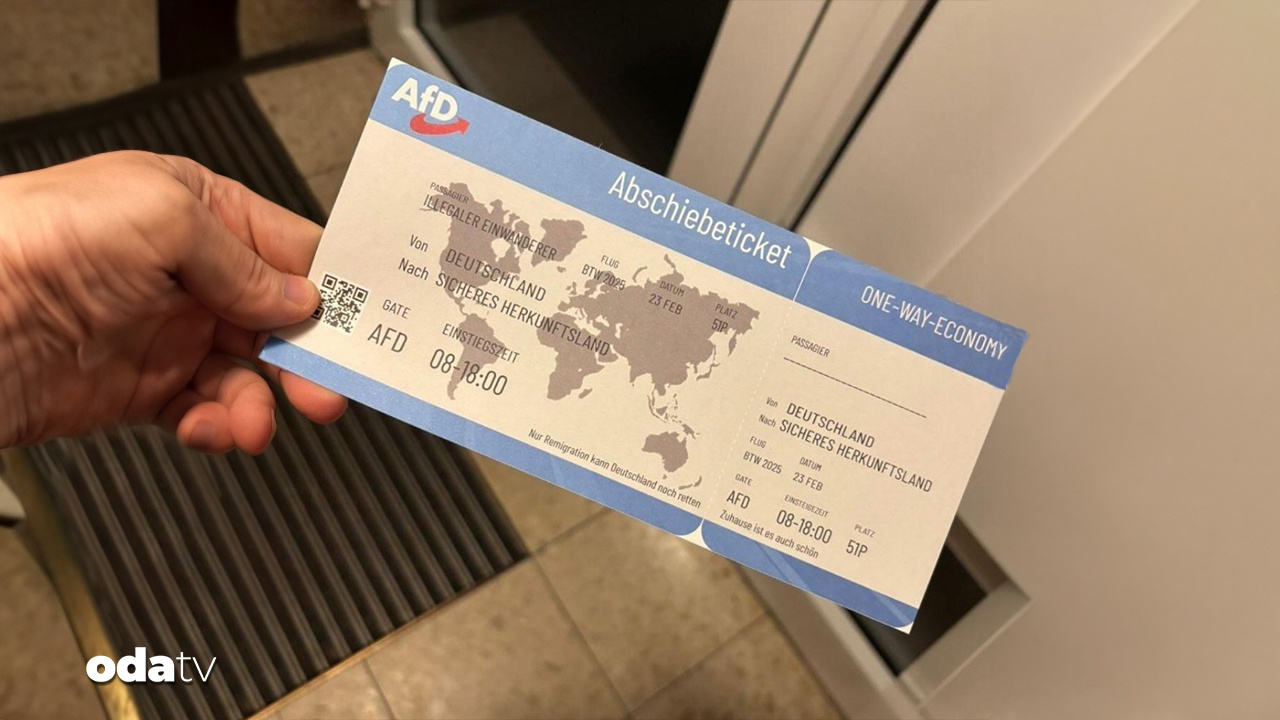 AfD
Abschiebeticket
ONE-WAY-ECONOMY
PASSAGIER
ILLEGALER EINWANDERER
Von DEUTSCHLAND
Nach SICHERES HERKUNFTSLAND
FLUG
BTW 2025
DATUM
23 FEB
PLATZ
51P
GATE
AFD
EINSTIEGSZEIT
08-18:00
Nur Remigration kann Deutschland noch retten
PASSAGIER
Von DEUTSCHLAND
Nach SICHERES HERKUNFTSLAND
FLUG
BTW 2025
DATUM
23 FEB
GATE
AFD
EINSTEIGSZEIT
08-18:00
PLATZ
51P
Zuhause ist es auch schön
odatv